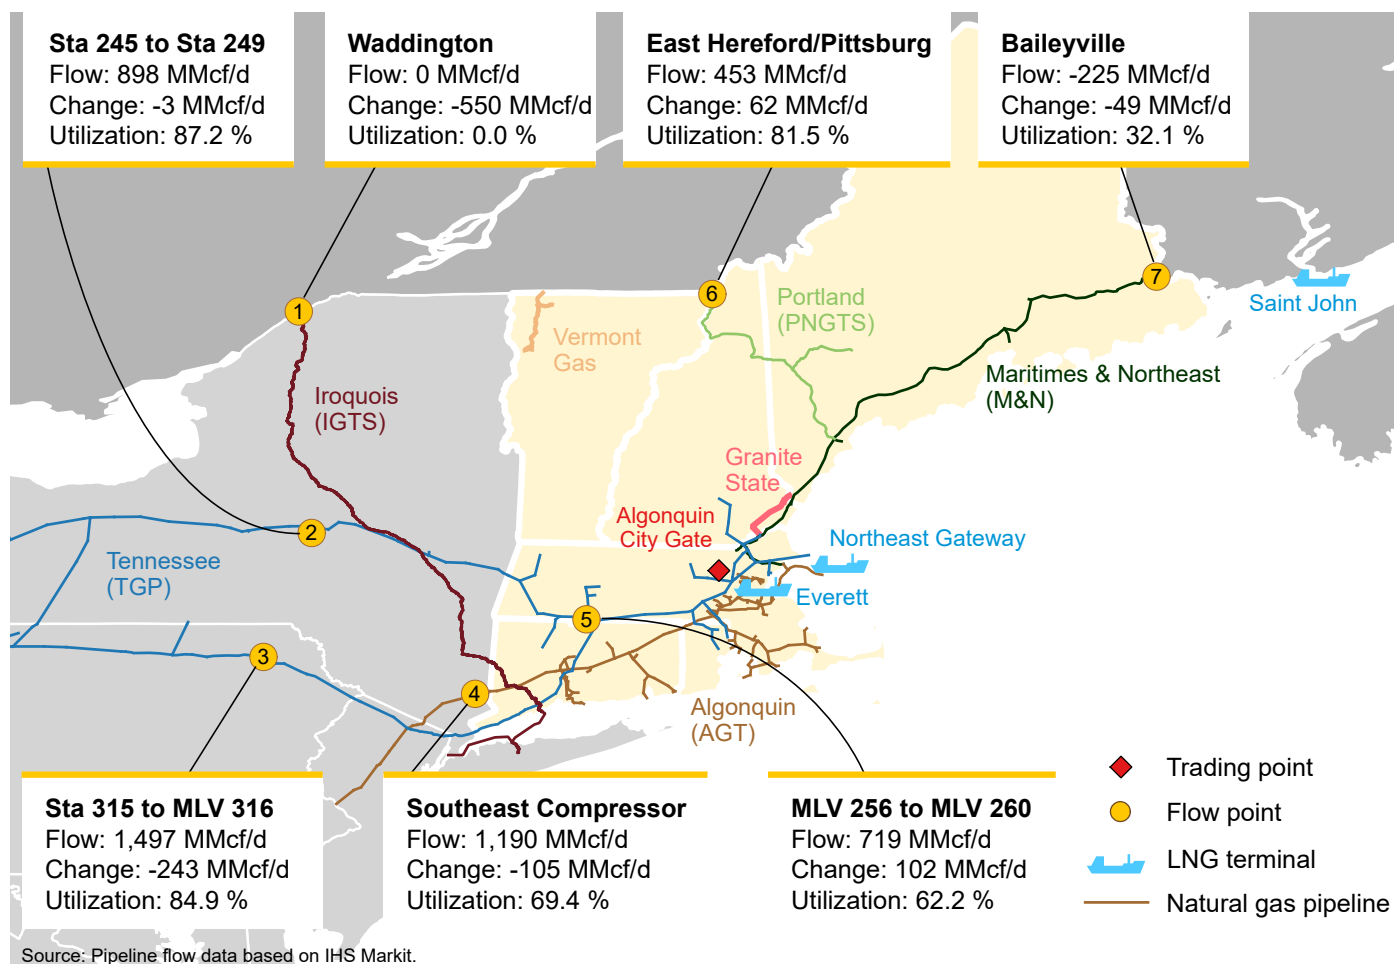 Sta 245 to Sta 249
Flow: 898 MMcf/d
Change: -3 MMcf/d
Utilization: 87.2 %
Waddington
Flow: 0 MMcf/d
Change: -550 MMcf/d
Utilization: 0.0 %
East Hereford/Pittsburg
Flow: 453 MMcf/d
Change: 62 MMcf/d
Utilization: 81.5 %
Baileyville
Flow: -225 MMcf/d
Change: -49 MMcf/d
Utilization: 32.1 %
1
6
7
Saint John
Portland
(PNGTS)
Vermont
Gas
Maritimes & Northeast
(M&N)
Iroquois
(IGTS)
Granite
State
Algonquin
City Gate
2
Northeast Gateway
Tennessee
(TGP)
Everett
5
3
4
Algonquin
(AGT)
Sta 315 to MLV 316
Flow: 1,497 MMcf/d
Change: -243 MMcf/d
Utilization: 84.9 %
Southeast Compressor
Flow: 1,190 MMcf/d
Change: -105 MMcf/d
Utilization: 69.4 %
MLV 256 to MLV 260
Flow: 719 MMcf/d
Change: 102 MMcf/d
Utilization: 62.2 %
Trading point
Flow point
LNG terminal
Natural gas pipeline
Source: Pipeline flow data based on IHS Markit.